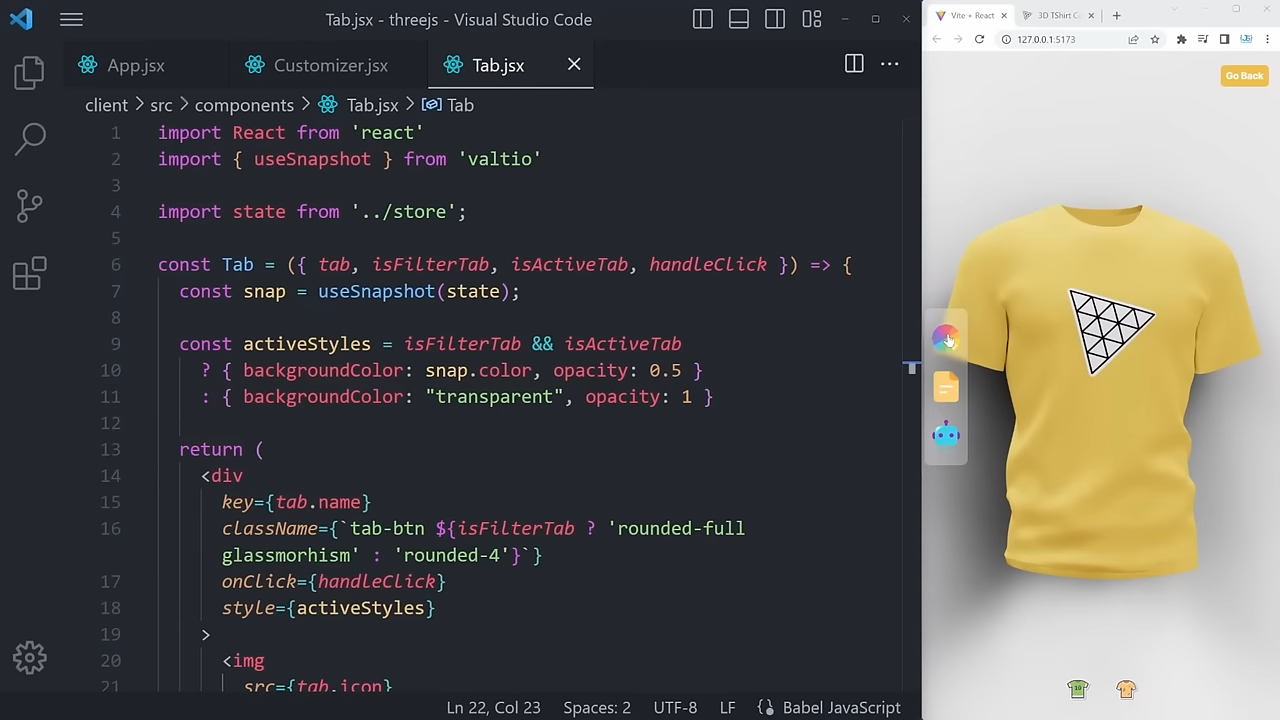 Tab.jsx - threejs - Visual Studio Code
App.jsx
Customizer.jsx
Tab.jsx
client > src > components > Tab.jsx > Tab
1 import React from 'react'
2 import { useSnapshot } from 'valtio'
3
4 import state from '../store';
5
6 const Tab = ({ tab, isFilterTab, isActiveTab, handleClick }) => {
7 const snap = useSnapshot(state);
8
9 const activeStyles = isFilterTab && isActiveTab
10 ? { backgroundColor: snap.color, opacity: 0.5 }
11 : { backgroundColor: "transparent", opacity: 1 }
12
13 return (
14 <div
15 key={tab.name}
16 className={`tab-btn ${isFilterTab ? 'rounded-full
glassmorhism' : 'rounded-4'}`}
17 onClick={handleClick}
18 style={activeStyles}
19 >
20 <img
21 src={tab.icon}
Ln 22, Col 23 Spaces: 2 UTF-8 LF Babel JavaScript
Vite + React
3D TShirt
127.0.0.1:5173
Go Back